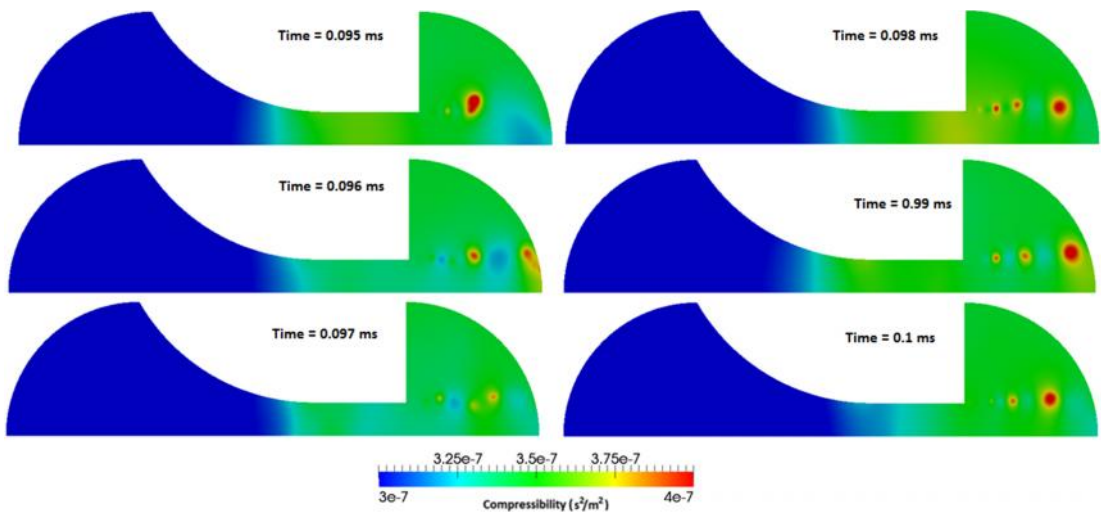 Time = 0.095 ms
Time = 0.098 ms
Time = 0.096 ms
Time = 0.99 ms
Time = 0.097 ms
Time = 0.1 ms
3.25e-7 3.5e-7 3.75e-7
3e-7 4e-7
Compressibility (s²/m²)